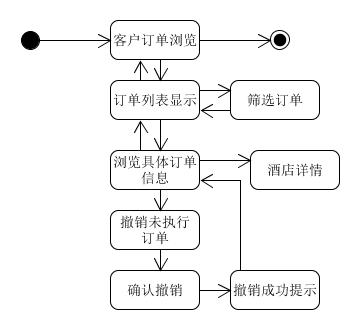 客户订单浏览
订单列表显示
筛选订单
浏览具体订单
信息
酒店详情
撤销未执行
订单
确认撤销
撤销成功提示